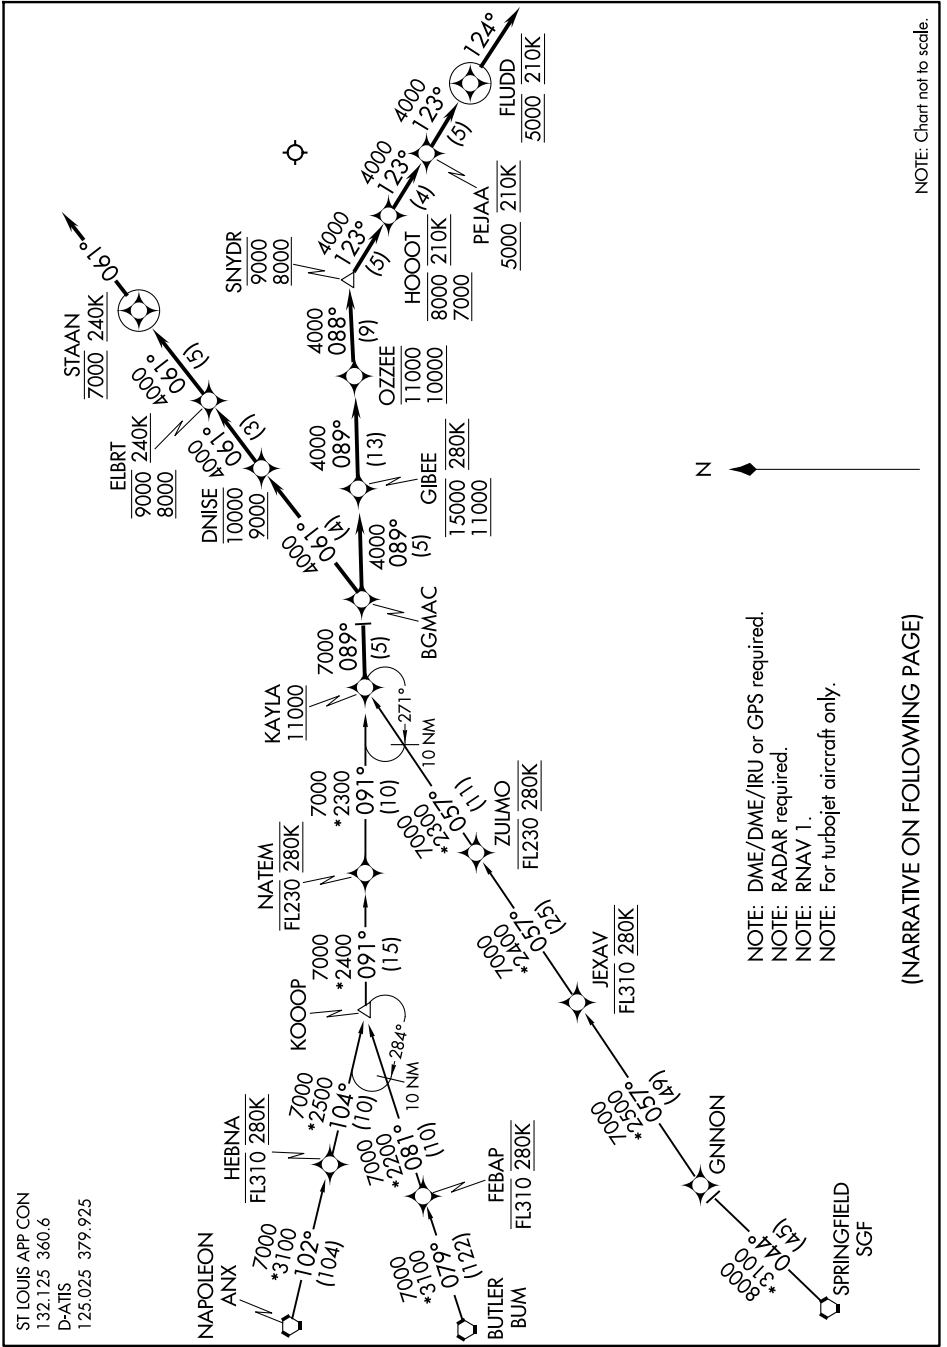 ST LOUIS APP CON
132.125 360.6
D-ATIS
125.025 379.925
NAPOLEON
ANX
7000
*3100
102°
(104)
HEBNA
FL310 280K
7000
*2500
104°
(10)
BUTLER
BUM
7000
*3100
079°
(122)
FEBAP
FL310 280K
7000
*2200
081°
(10)
KOOOP
284°
10 NM
7000
*2400
091°
(15)
NATEM
FL230 280K
7000
*2300
091°
(10)
SPRINGFIELD
SGF
8000
*3100
044°
(45)
GNNON
7000
*2500
057°
(49)
JEXAV
FL310 280K
7000
*2400
057°
(25)
ZULMO
FL230 280K
7000
*2300
057°
(11)
271°
10 NM
KAYLA
11000
7000
089°
(5)
BGMAC
4000
061°
(4)
DNISE
10000
9000
4000
061°
(3)
ELBRT
9000 240K
8000
4000
061°
(5)
STAAN
7000 240K
061°
4000
089°
(5)
GIBEE
15000 280K
11000
4000
089°
(13)
OZZEE
11000
10000
4000
088°
(9)
SNYDR
9000
8000
4000
123°
(5)
HOOOT
8000 210K
7000
4000
123°
(4)
PEJAA
5000 210K
4000
123°
(5)
FLUDD
5000 210K
124°
N
NOTE: DME/DME/IRU or GPS required.
NOTE: RADAR required.
NOTE: RNAV 1.
NOTE: For turbojet aircraft only.
(NARRATIVE ON FOLLOWING PAGE)
NOTE: Chart not to scale.